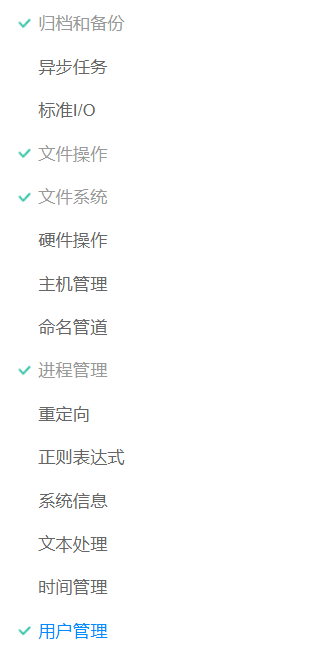 归档和备份
异步任务
标准I/O
文件操作
文件系统
硬件操作
主机管理
命名管道
进程管理
重定向
正则表达式
系统信息
文本处理
时间管理
用户管理